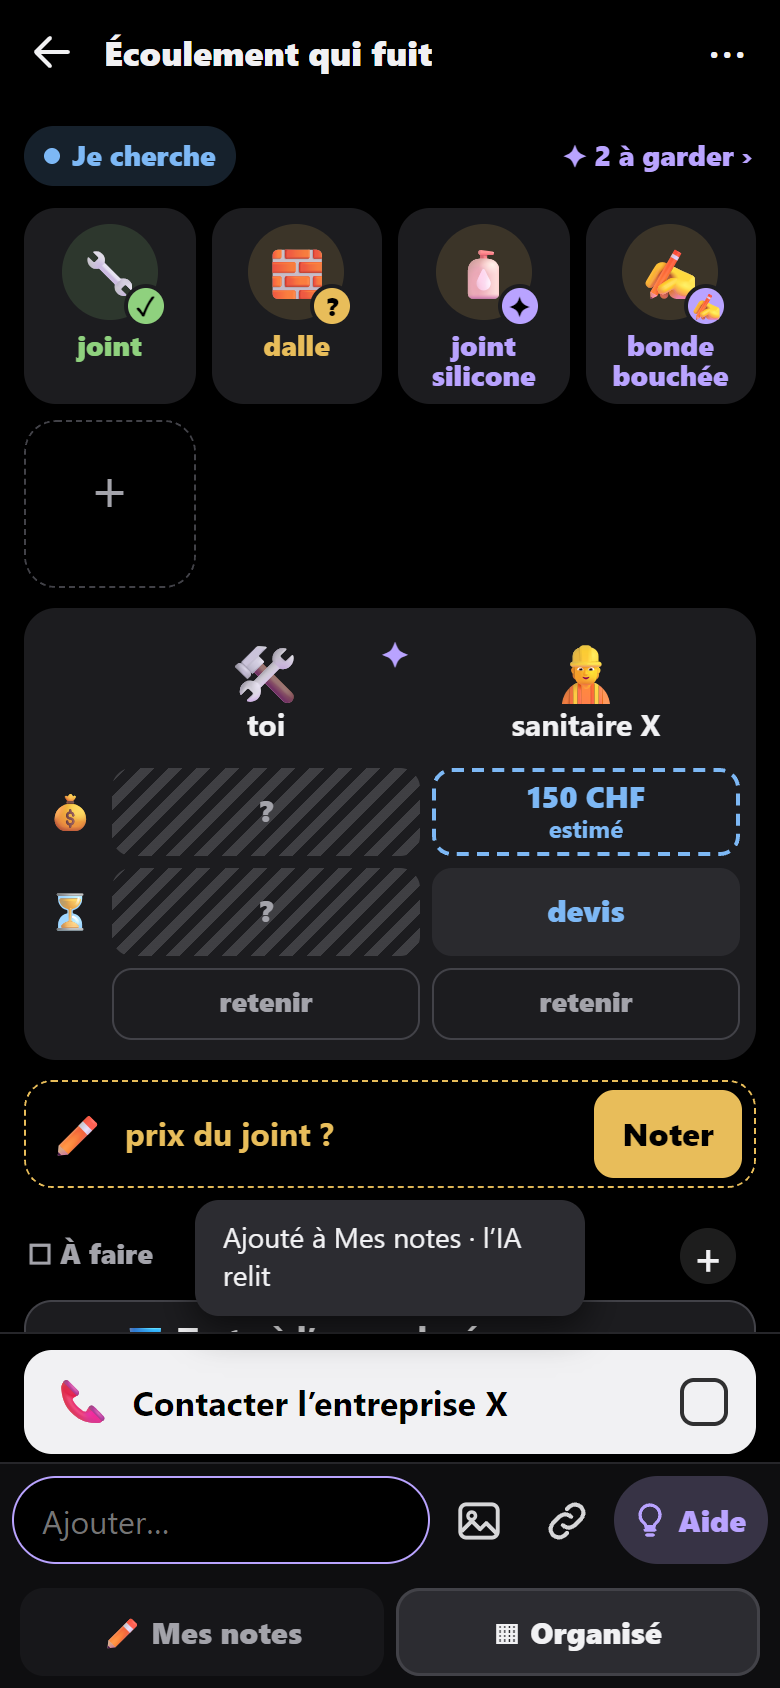 Écoulement qui fuit
Je cherche
2 à garder ›
joint
dalle
joint
silicone
bonde
bouchée
+
toi
sanitaire X
?
150 CHF
estimé
?
devis
retenir
retenir
prix du joint ?
Noter
À faire
Ajouté à Mes notes · l’IA
relit
+
Contacter l’entreprise X
Ajouter...
Aide
Mes notes
Organisé